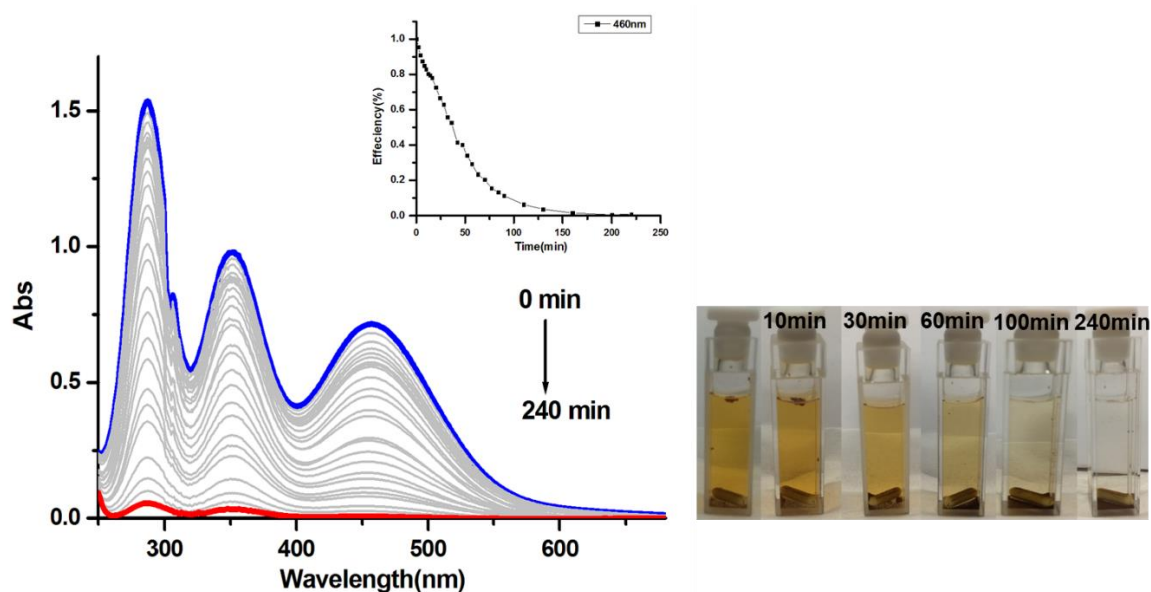 460nm
1.0
0.8
0.6
0.4
0.2
0.0
Effeciency(%)
0 50 100 150 200 250
Time(min)
1.5
1.0
0.5
0.0
Abs
300 400 500 600
Wavelength(nm)
0 min
240 min
10min 30min 60min 100min 240min